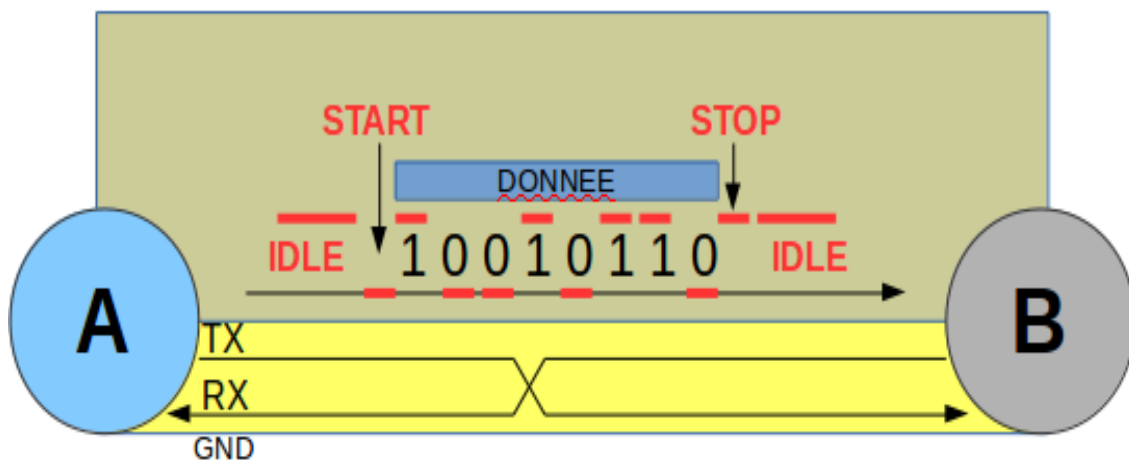 START STOP
DONNEE
IDLE 10010110 IDLE
A B
TX
RX
GND